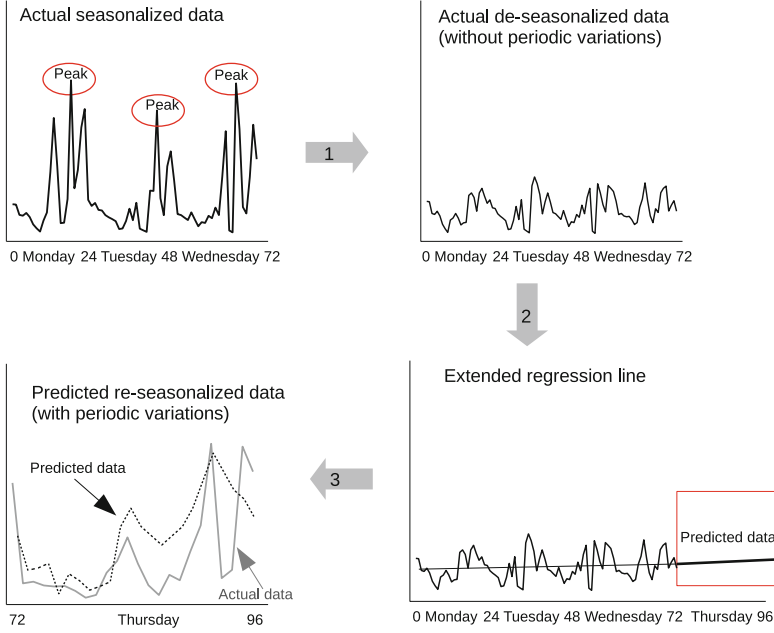 Actual seasonalized data
Peak
Peak
Peak
0 Monday 24 Tuesday 48 Wednesday 72
1
Actual de-seasonalized data
(without periodic variations)
0 Monday 24 Tuesday 48 Wednesday 72
2
Extended regression line
Predicted data
0 Monday 24 Tuesday 48 Wednesday 72 Thursday 96
3
Predicted re-seasonalized data
(with periodic variations)
Predicted data
Actual data
72 Thursday 96